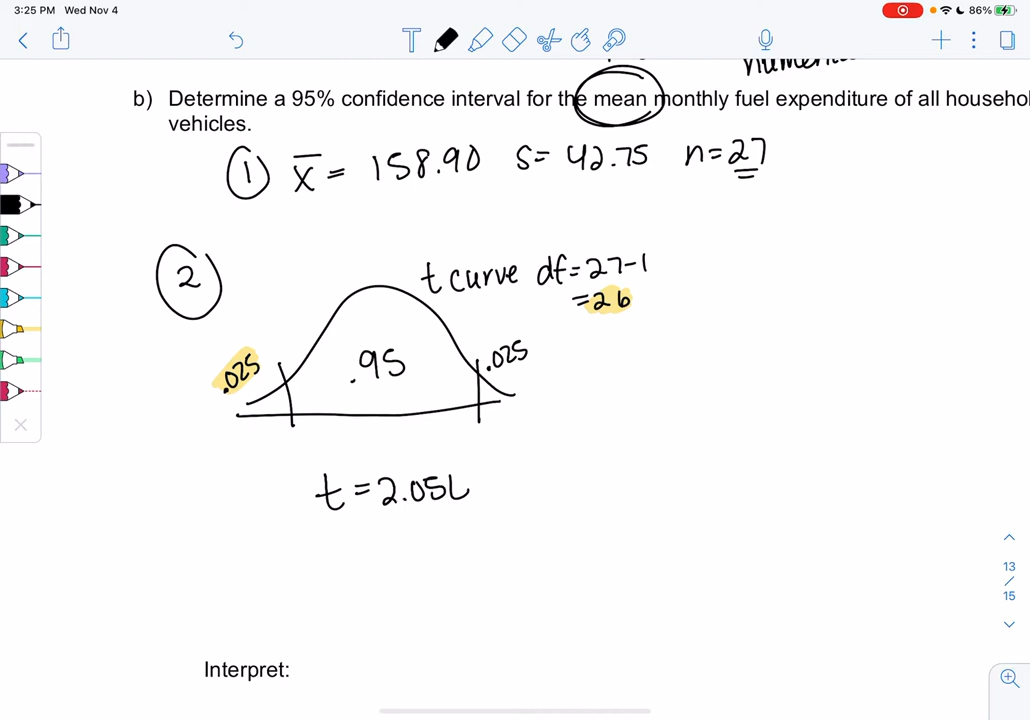 3:25 PM Wed Nov 4
86%
T
b) Determine a 95% confidence interval for the mean monthly fuel expenditure of all househo
vehicles.
① x̄ = 158.90 s= 42.75 n=27
②
t curve df=27-1
=26
.025
.95
.025
t=2.05
13
/
15
Interpret: